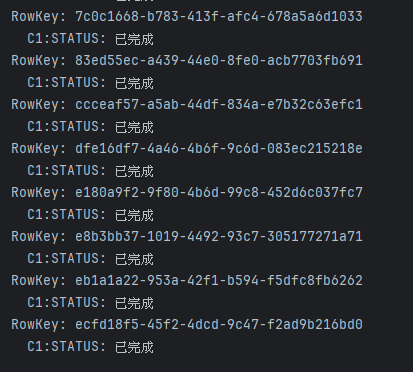 RowKey: 7c0c1668-b783-413f-afc4-678a5a6d1033
C1:STATUS: 已完成
RowKey: 83ed55ec-a439-44e0-8fe0-acb7703fb691
C1:STATUS: 已完成
RowKey: ccceaf57-a5ab-44df-834a-e7b32c63efc1
C1:STATUS: 已完成
RowKey: dfe16df7-4a46-4b6f-9c6d-083ec215218e
C1:STATUS: 已完成
RowKey: e180a9f2-9f80-4b6d-99c8-452d6c037fc7
C1:STATUS: 已完成
RowKey: e8b3bb37-1019-4492-93c7-305177271a71
C1:STATUS: 已完成
RowKey: eb1a1a22-953a-42f1-b594-f5dfc8fb6262
C1:STATUS: 已完成
RowKey: ecfd18f5-45f2-4dcd-9c47-f2ad9b216bd0
C1:STATUS: 已完成